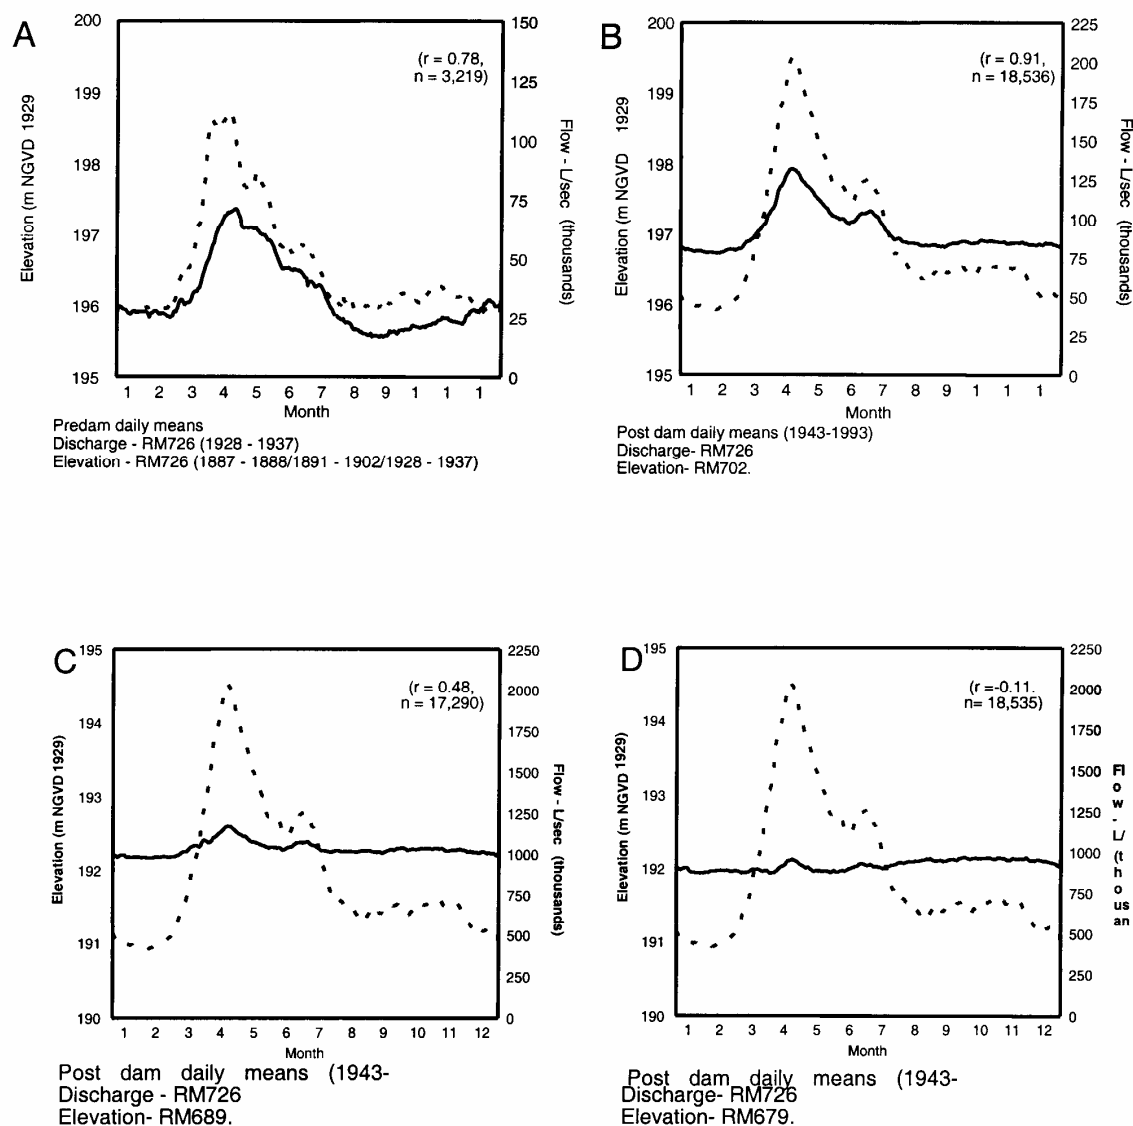 A
200
199
198
197
196
195
Elevation (m NGVD 1929
(r = 0.78,
n = 3,219)
150
125
100
75
50
25
0
Flow - L/sec (thousands)
1 2 3 4 5 6 7 8 9 1 1 1
Month
Predam daily means
Discharge - RM726 (1928 - 1937)
Elevation - RM726 (1887 - 1888/1891 - 1902/1928 - 1937)
B
200
199
198
197
196
195
Elevation (m NGVD 1929
(r = 0.91,
n = 18,536)
225
200
175
150
125
100
75
50
25
0
Flow - L/sec (thousands)
1 2 3 4 5 6 7 8 9 1 1 1
Month
Post dam daily means (1943-1993)
Discharge- RM726
Elevation- RM702.
C
195
194
193
192
191
190
Elevation (m NGVD 1929)
(r = 0.48,
n = 17,290)
2250
2000
1750
1500
1250
1000
750
500
250
0
Flow - L/sec (thousands)
1 2 3 4 5 6 7 8 9 10 11 12
Month
Post dam daily means (1943-
Discharge - RM726
Elevation- RM689.
D
195
194
193
192
191
190
Elevation (m NGVD 1929)
(r =-0.11.
n= 18,535)
2250
2000
1750
1500
1250
1000
750
500
250
0
Fl
o
w
-
L/
(t
h
o
us
an
1 2 3 4 5 6 7 8 9 10 11 12
Month
Post dam daily means (1943-
Discharge- RM726
Elevation- RM679.